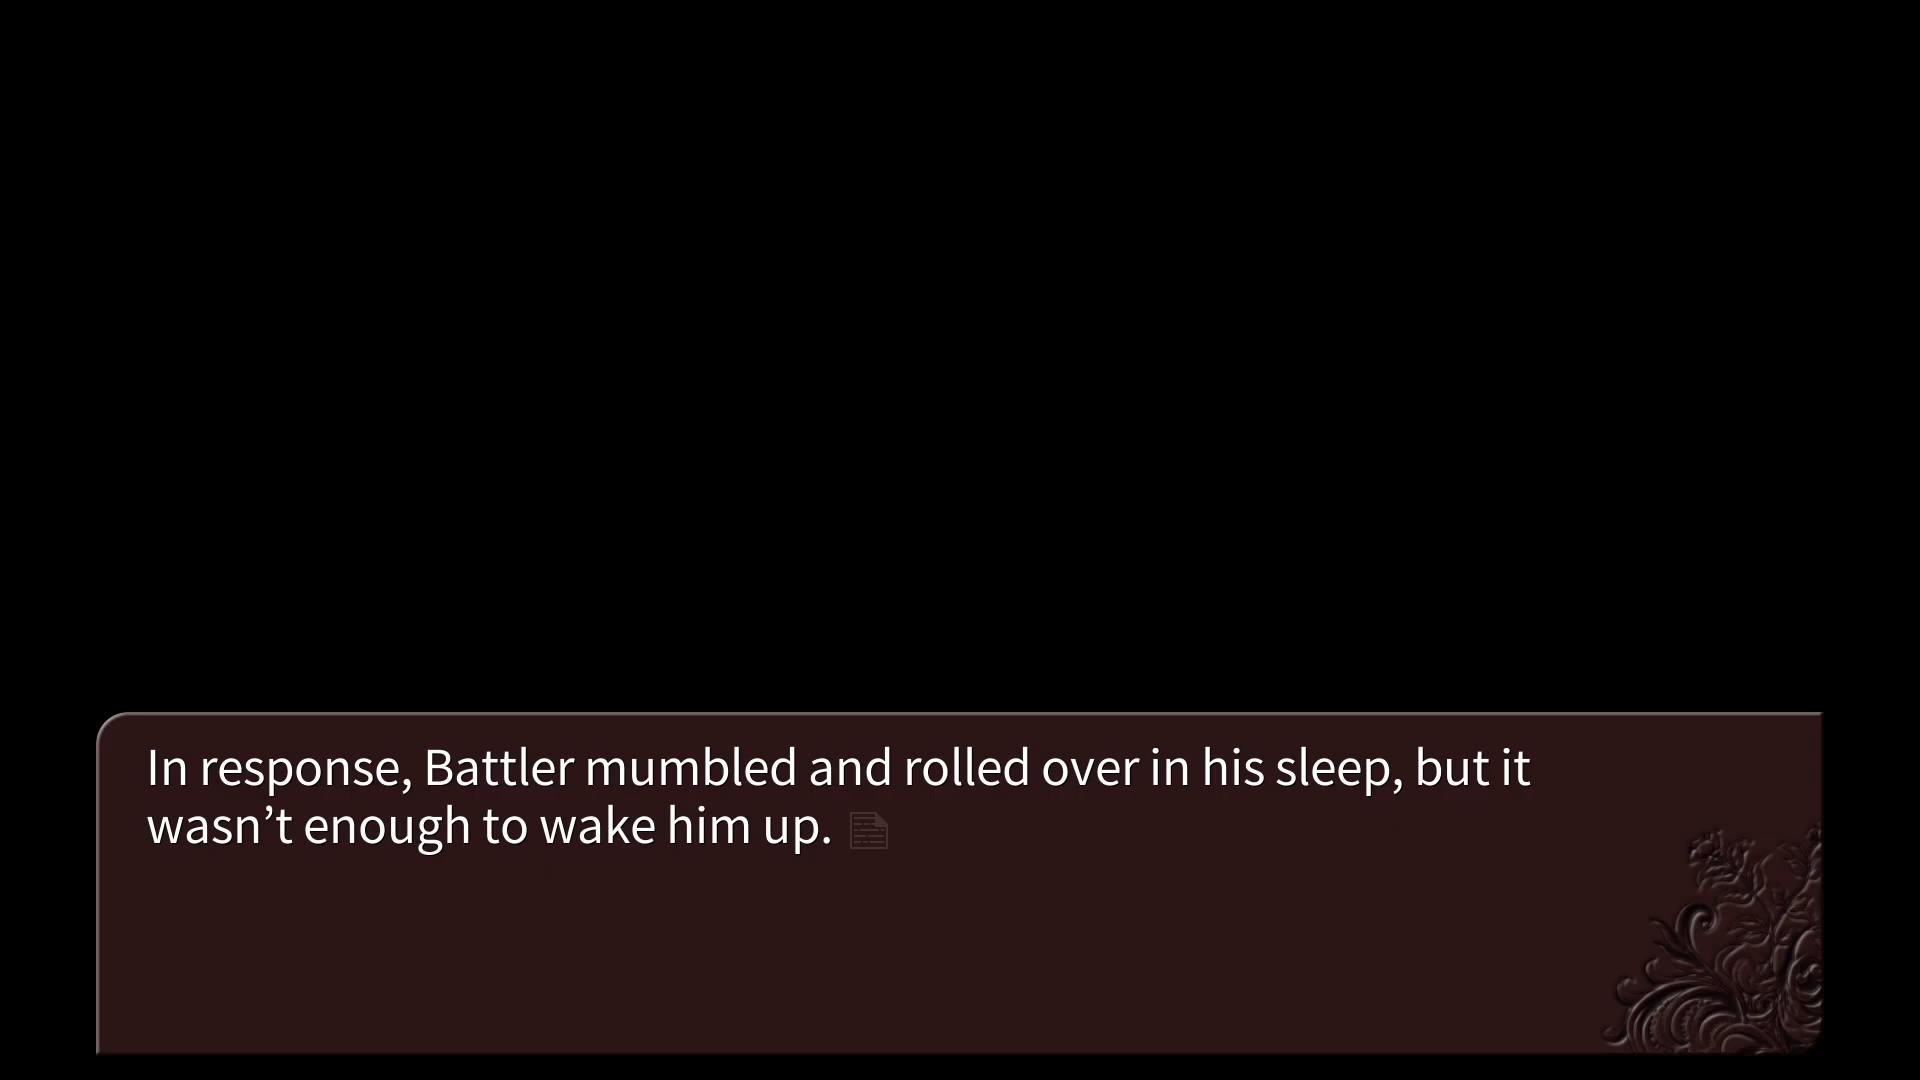 In response, Battler mumbled and rolled over in his sleep, but it
wasn’t enough to wake him up.